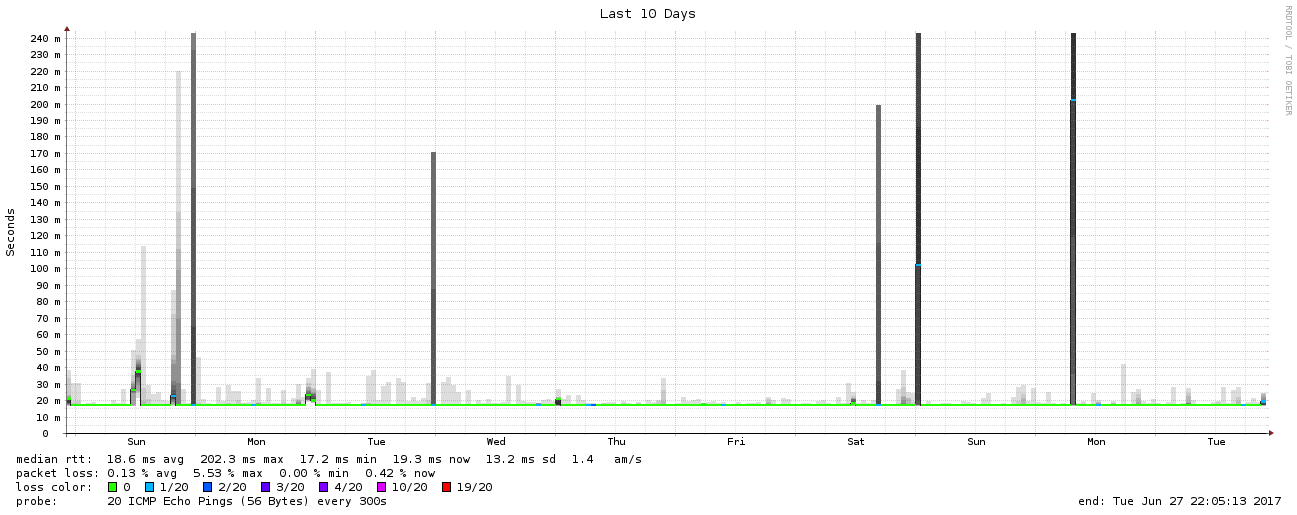 Last 10 Days
RRDTOOL / TOBI OETIKER
Seconds
240 m
230 m
220 m
210 m
200 m
190 m
180 m
170 m
160 m
150 m
140 m
130 m
120 m
110 m
100 m
90 m
80 m
70 m
60 m
50 m
40 m
30 m
20 m
10 m
0
Sun Mon Tue Wed Thu Fri Sat Sun Mon Tue
median rtt: 18.6 ms avg 202.3 ms max 17.2 ms min 19.3 ms now 13.2 ms sd 1.4 am/s
packet loss: 0.13 % avg 5.53 % max 0.00 % min 0.42 % now
loss color: 0 1/20 2/20 3/20 4/20 10/20 19/20
probe: 20 ICMP Echo Pings (56 Bytes) every 300s end: Tue Jun 27 22:05:13 2017